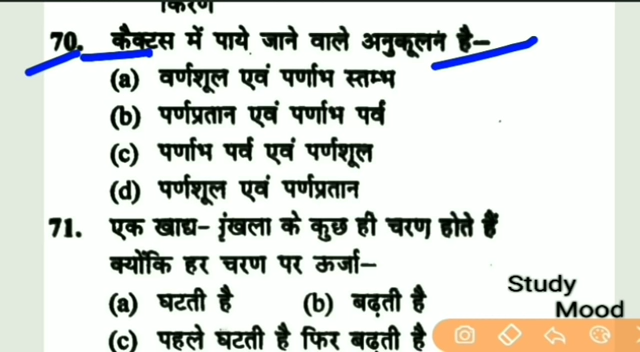 किरण
70. कैक्टस में पाये जाने वाले अनुकूलन है–
(a) वर्णशूल एवं पर्णाभ स्तम्भ
(b) पर्णप्रतान एवं पर्णाभ पर्व
(c) पर्णाभ पर्व एवं पर्णशूल
(d) पर्णशूल एवं पर्णप्रतान
71. एक खाद्य- शृंखला के कुछ ही चरण होते हैं
क्योंकि हर चरण पर ऊर्जा–
(a) घटती है (b) बढ़ती है
(c) पहले घटती है फिर बढ़ती है
Study
Mood